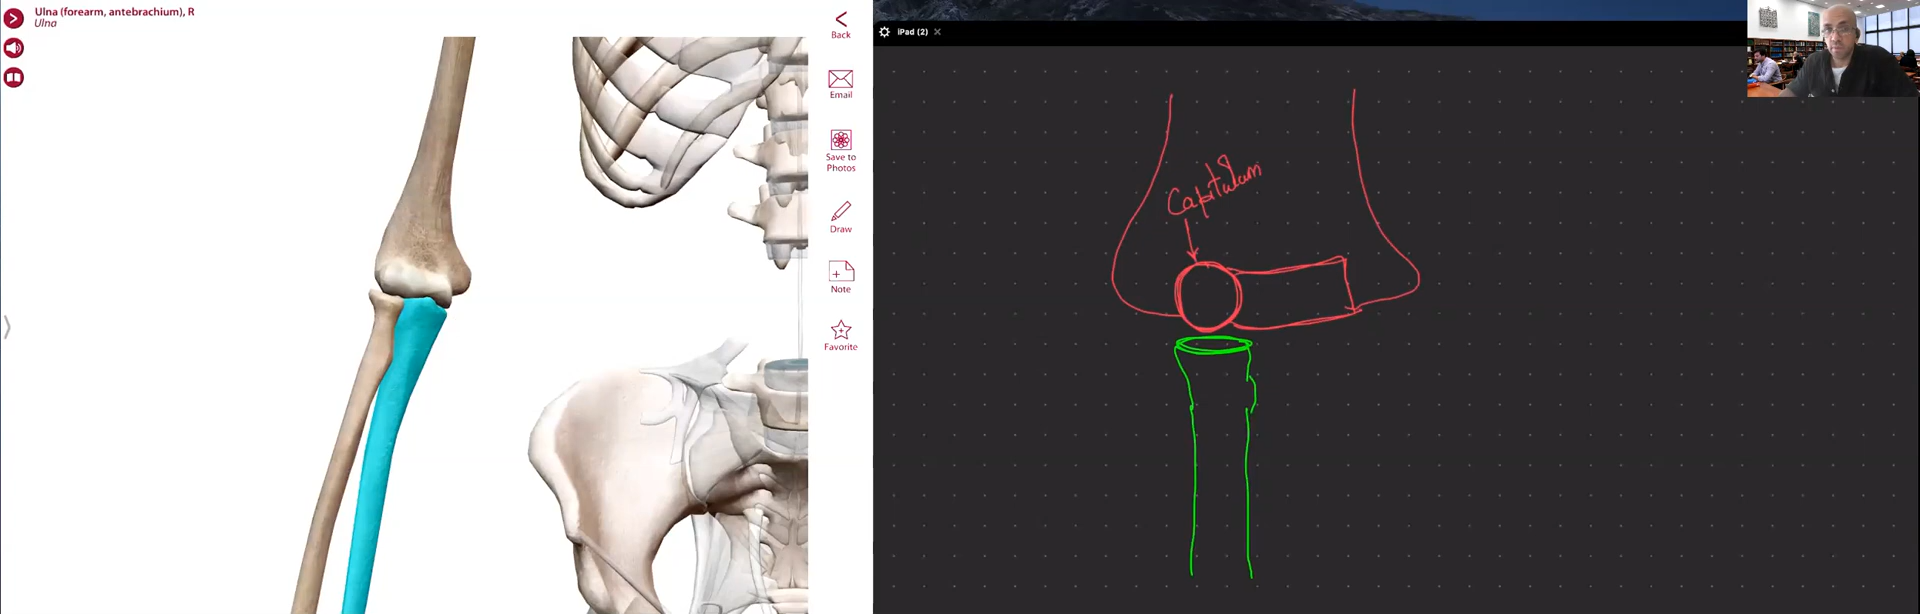 Ulna (forearm, antebrachium), R
Ulna
Back
Email
Save to
Photos
Draw
Note
Favorite
iPad (2)
Capitulum